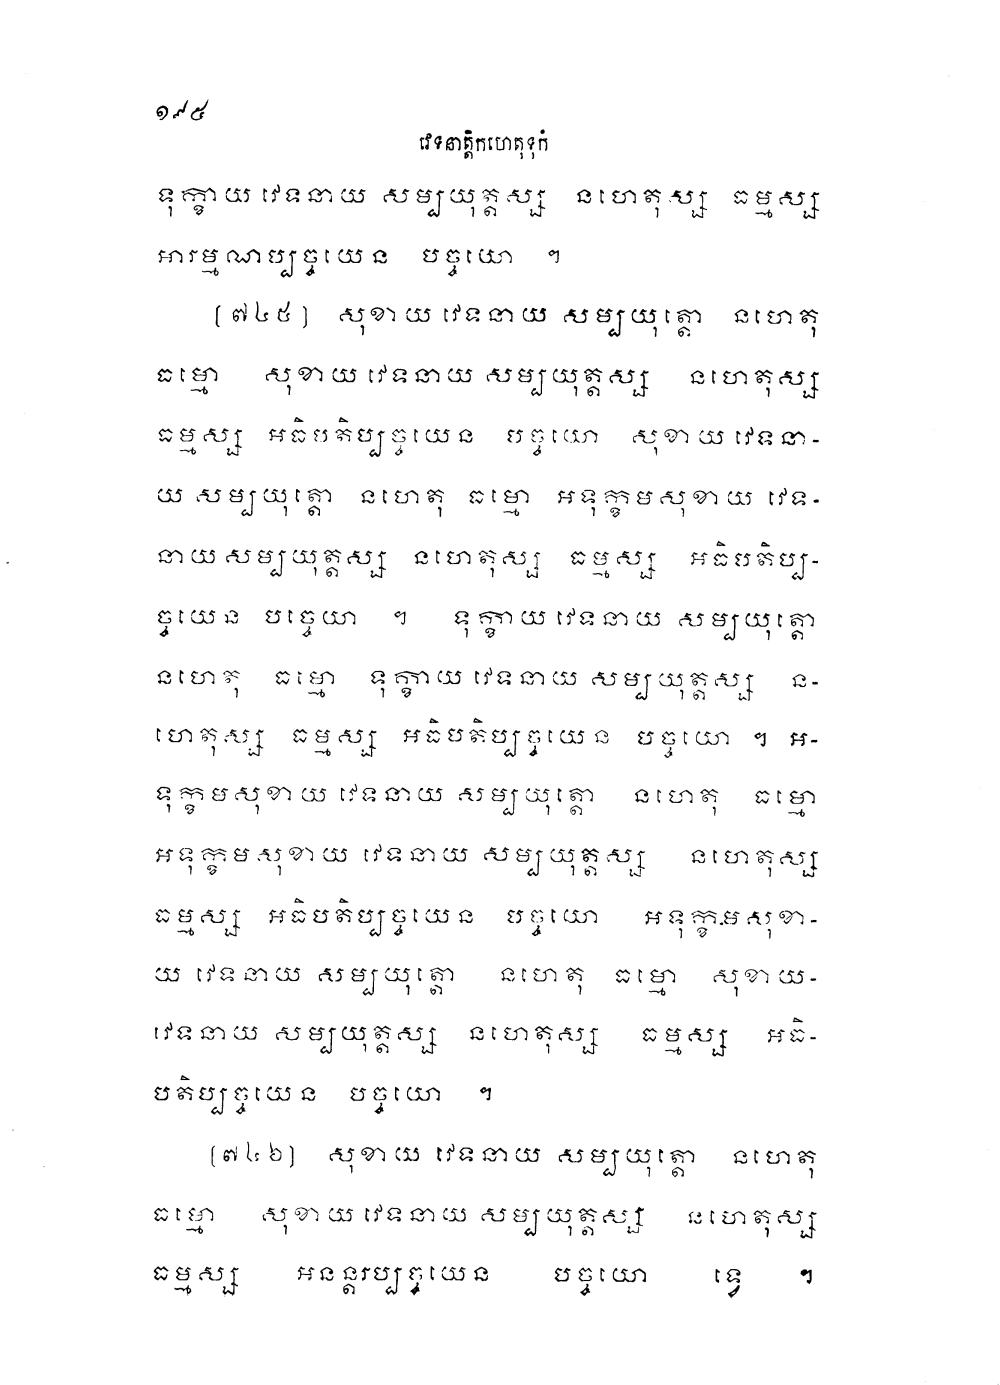 ១៩៥
វេទនាត្តិកហេតុទុកំ
ទុក្ខាយ វេទនាយ សម្បយុត្តស្ស នហេតុស្ស ធម្មស្ស
អារម្មណប្បច្ចយេន បច្ចយោ ។
(៧៤៥) សុខាយ វេទនាយ សម្បយុត្តោ នហេតុ
ធម្មោ សុខាយ វេទនាយ សម្បយុត្តស្ស នហេតុស្ស
ធម្មស្ស អធិបតិប្បច្ចយេន បច្ចយោ សុខាយ វេទនា-
យ សម្បយុត្តោ នហេតុ ធម្មោ អទុក្ខមសុខាយ វេទ-
នាយ សម្បយុត្តស្ស នហេតុស្ស ធម្មស្ស អធិបតិប្ប-
ច្ចយេន បច្ចេយា ។ ទុក្ខាយ វេទនាយ សម្បយុត្តោ
នហេតុ ធម្មោ ទុក្ខាយ វេទនាយ សម្បយុត្តស្ស ន-
ហេតុស្ស ធម្មស្ស អធិបតិប្បច្ចយេន បច្ចយោ ។ អ-
ទុក្ខមសុខាយ វេទនាយ សម្បយុត្តោ នហេតុ ធម្មោ
អទុក្ខមសុខាយ វេទនាយ សម្បយុត្តស្ស នហេតុស្ស
ធម្មស្ស អធិបតិប្បច្ចយេន បច្ចយោ អទុក្ខមសុខា-
យ វេទនាយ សម្បយុត្តោ នហេតុ ធម្មោ សុខាយ-
វេទនាយ សម្បយុត្តស្ស នហេតុស្ស ធម្មស្ស អធិ-
បតិប្បច្ចយេន បច្ចយោ ។
(៧៤៦) សុខាយ វេទនាយ សម្បយុត្តោ នហេតុ
ធម្មោ សុខាយ វេទនាយ សម្បយុត្តស្ស នហេតុស្ស
ធម្មស្ស អនន្តរប្បច្ចយេន បច្ចយោ ទ្វេ ។